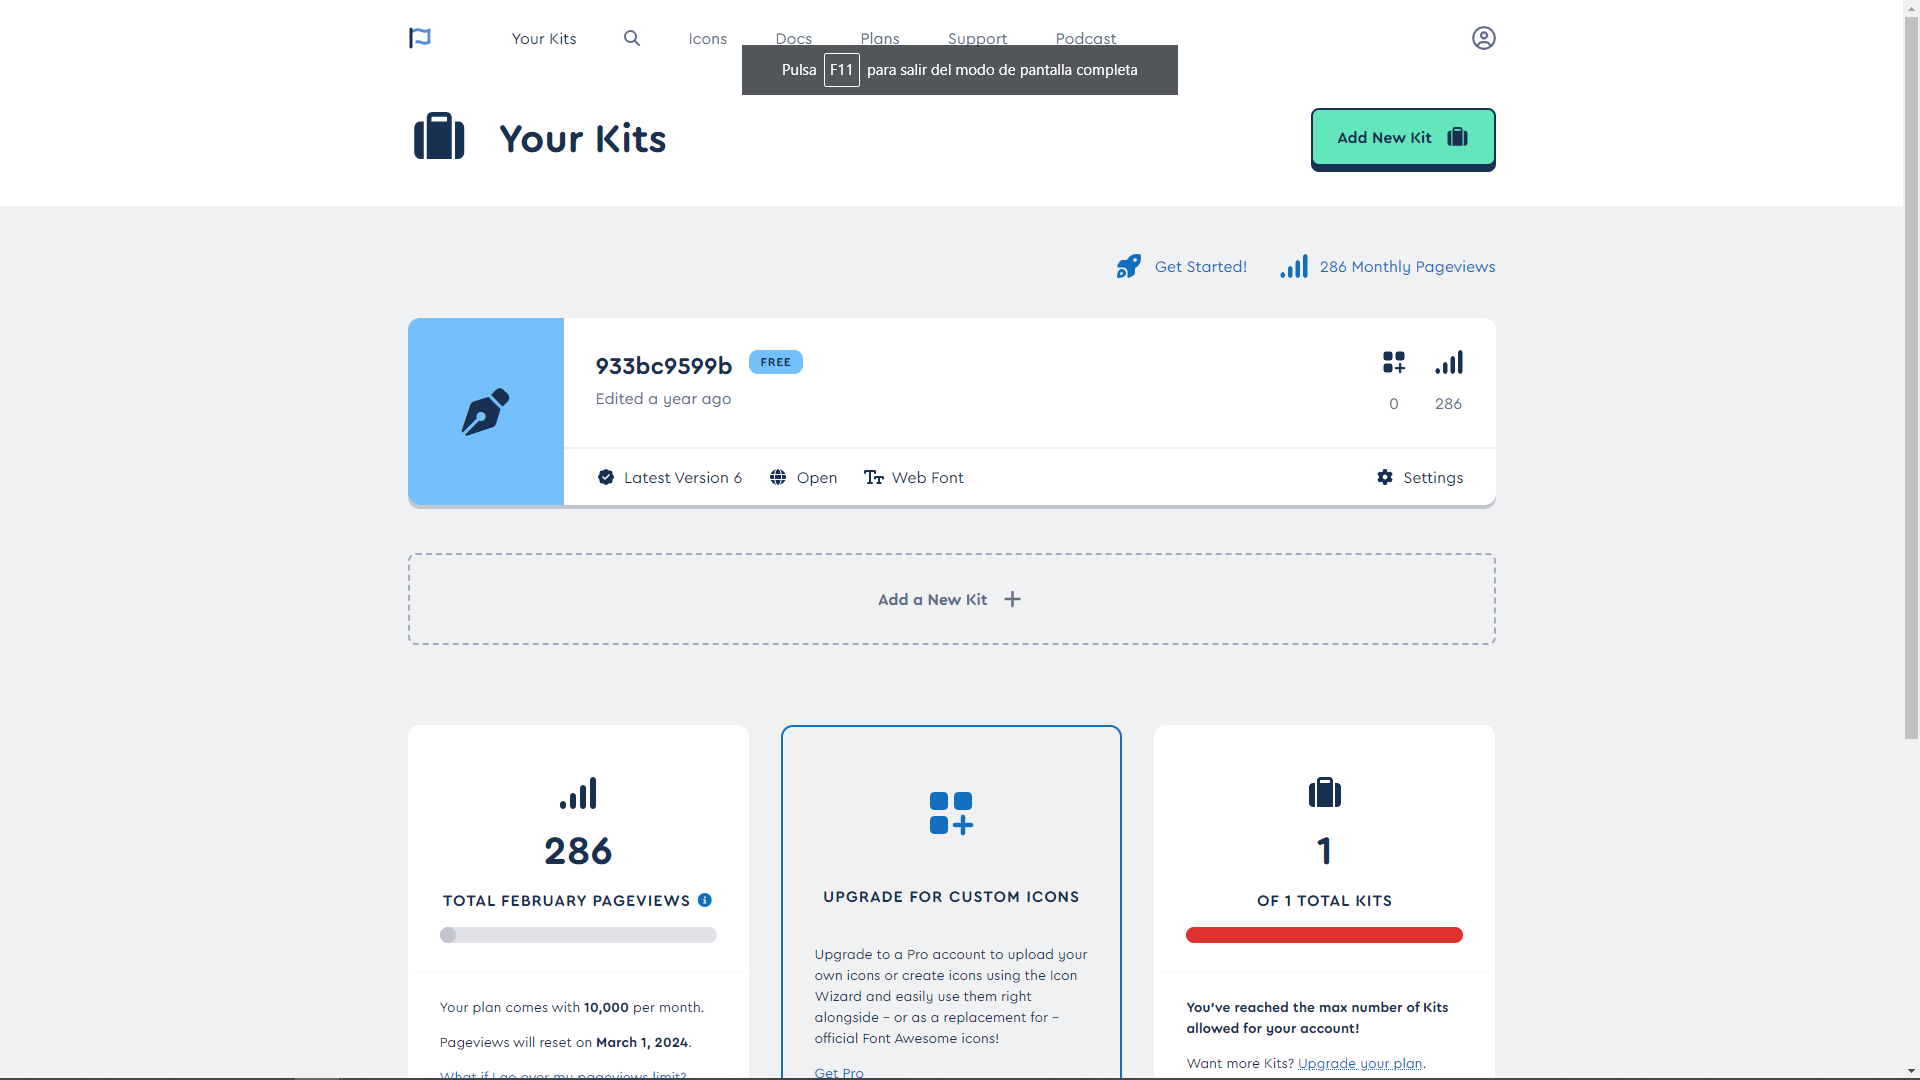 Your Kits
Icons
Docs
Plans
Support
Podcast
Pulsa F11 para salir del modo de pantalla completa
Your Kits
Add New Kit
Get Started!
286 Monthly Pageviews
933bc9599b
FREE
Edited a year ago
0
286
Latest Version 6
Open
Web Font
Settings
Add a New Kit
286
TOTAL FEBRUARY PAGEVIEWS
Your plan comes with 10,000 per month.
Pageviews will reset on March 1, 2024.
What if I go over my pageviews limit?
UPGRADE FOR CUSTOM ICONS
Upgrade to a Pro account to upload your
own icons or create icons using the Icon
Wizard and easily use them right
alongside – or as a replacement for –
official Font Awesome icons!
Get Pro
1
OF 1 TOTAL KITS
You've reached the max number of Kits
allowed for your account!
Want more Kits? Upgrade your plan.